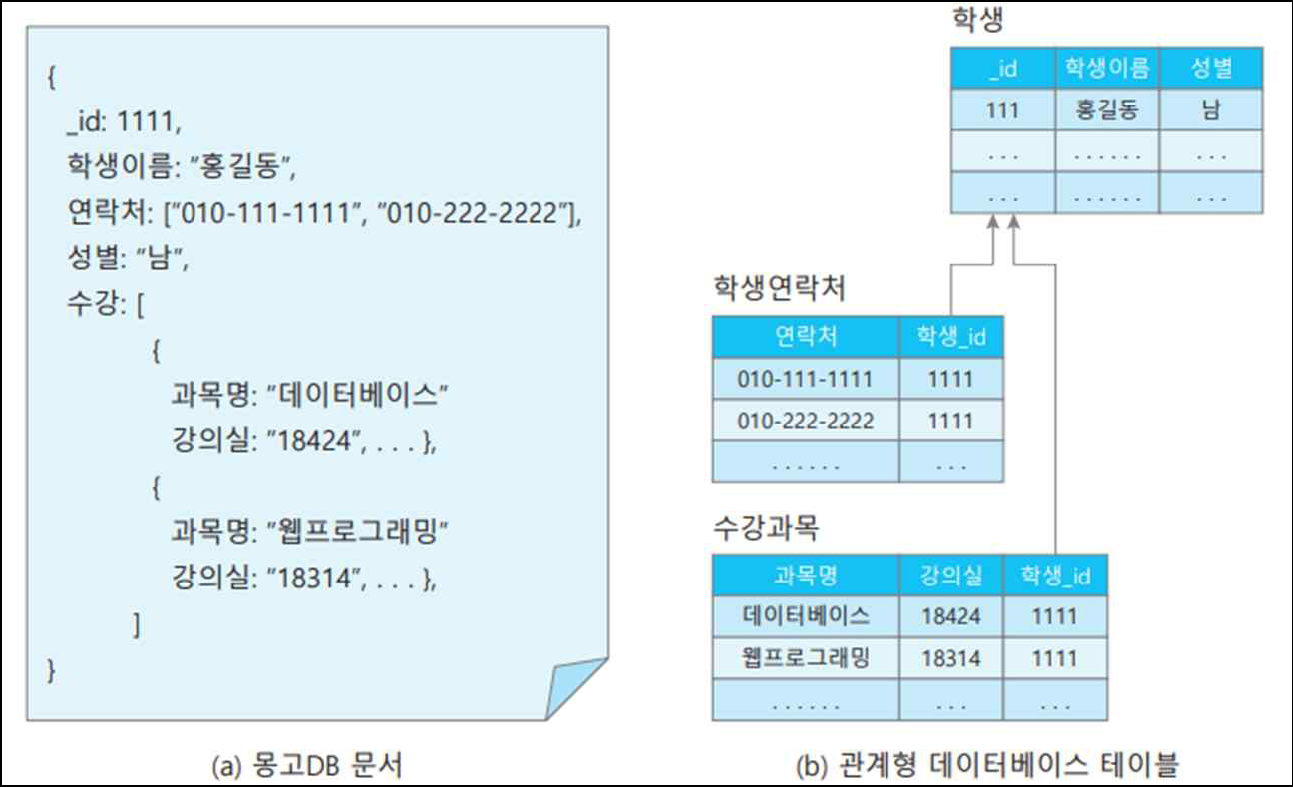 {
_id: 1111,
학생이름: "홍길동",
연락처: ["010-111-1111", "010-222-2222"],
성별: "남",
수강: [
{
과목명: "데이터베이스"
강의실: "18424", . . . },
{
과목명: "웹프로그래밍"
강의실: "18314", . . . },
]
}
(a) 몽고DB 문서
학생
_id 학생이름 성별
111 홍길동 남
. . . . . . . . . . . .
. . . . . . . . . . . .
학생연락처
연락처 학생_id
010-111-1111 1111
010-222-2222 1111
. . . . . . . . .
수강과목
과목명 강의실 학생_id
데이터베이스 18424 1111
웹프로그래밍 18314 1111
. . . . . . . . . . . .
(b) 관계형 데이터베이스 테이블